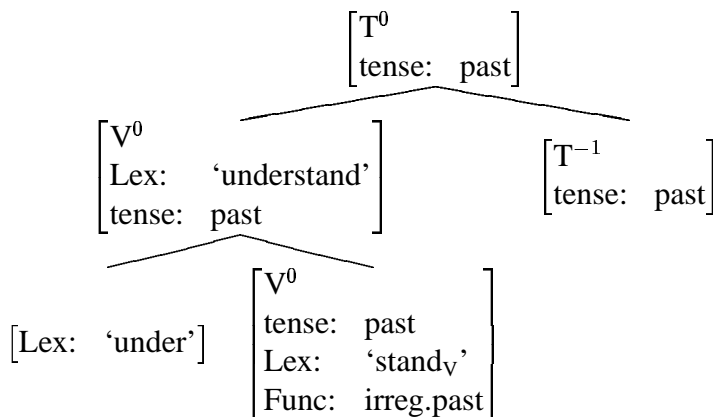 T⁰
tense: past
V⁰
Lex: ‘understand’
tense: past
T⁻¹
tense: past
[Lex: ‘under’]
V⁰
tense: past
Lex: ‘standᵥ’
Func: irreg.past